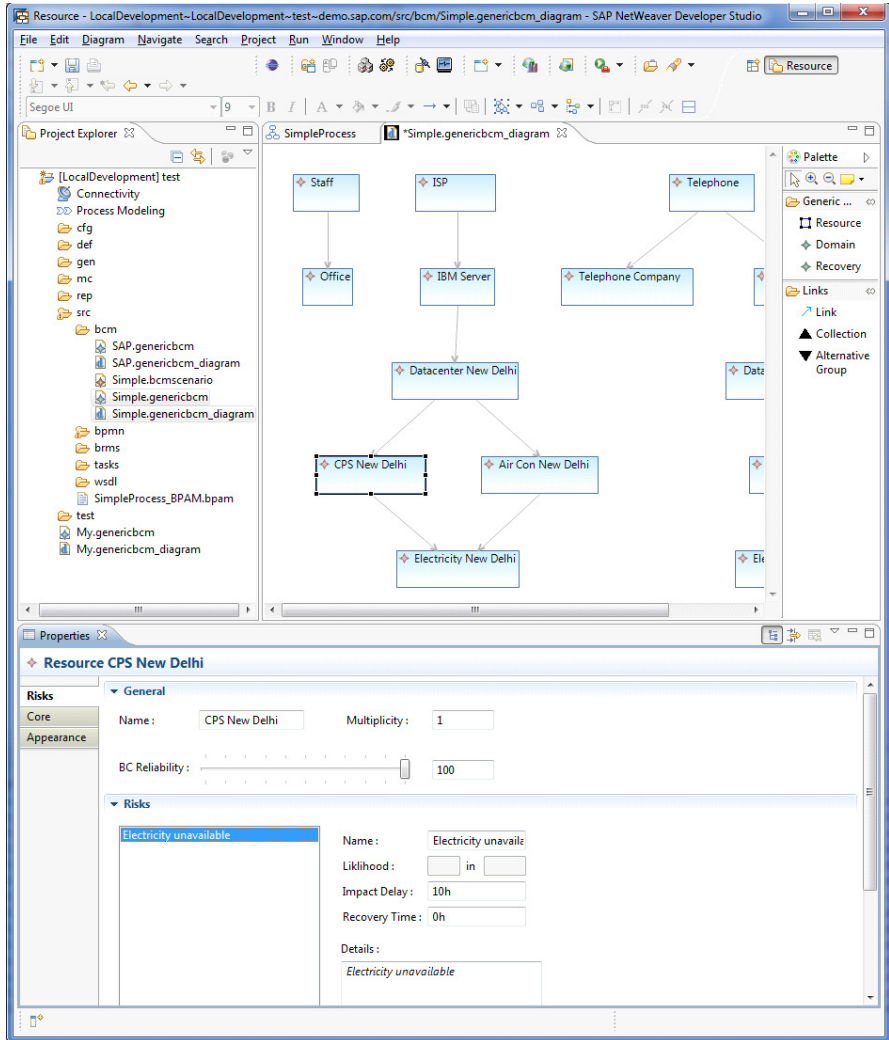 Resource - LocalDevelopment~LocalDevelopment~test~demo.sap.com/src/bcm/Simple.genericbcm_diagram - SAP NetWeaver Developer Studio
File Edit Diagram Navigate Search Project Run Window Help
Resource
Segoe UI 9 B I A
Project Explorer
[LocalDevelopment] test
Connectivity
Process Modeling
cfg
def
gen
mc
rep
src
bcm
SAP.genericbcm
SAP.genericbcm_diagram
Simple.bcmscenario
Simple.genericbcm
Simple.genericbcm_diagram
bpmn
brms
tasks
wsdl
SimpleProcess_BPAM.bpam
test
My.genericbcm
My.genericbcm_diagram
SimpleProcess *Simple.genericbcm_diagram
Staff ISP Telephone
Office IBM Server Telephone Company
Datacenter New Delhi Data
CPS New Delhi Air Con New Delhi
Electricity New Delhi Ele
Palette
Generic ...
Resource
Domain
Recovery
Links
Link
Collection
Alternative
Group
Properties
Resource CPS New Delhi
Risks
Core
Appearance
General
Name : CPS New Delhi Multiplicity : 1
BC Reliability : 100
Risks
Electricity unavailable
Name : Electricity unavaila
Liklihood : in
Impact Delay : 10h
Recovery Time : 0h
Details :
Electricity unavailable